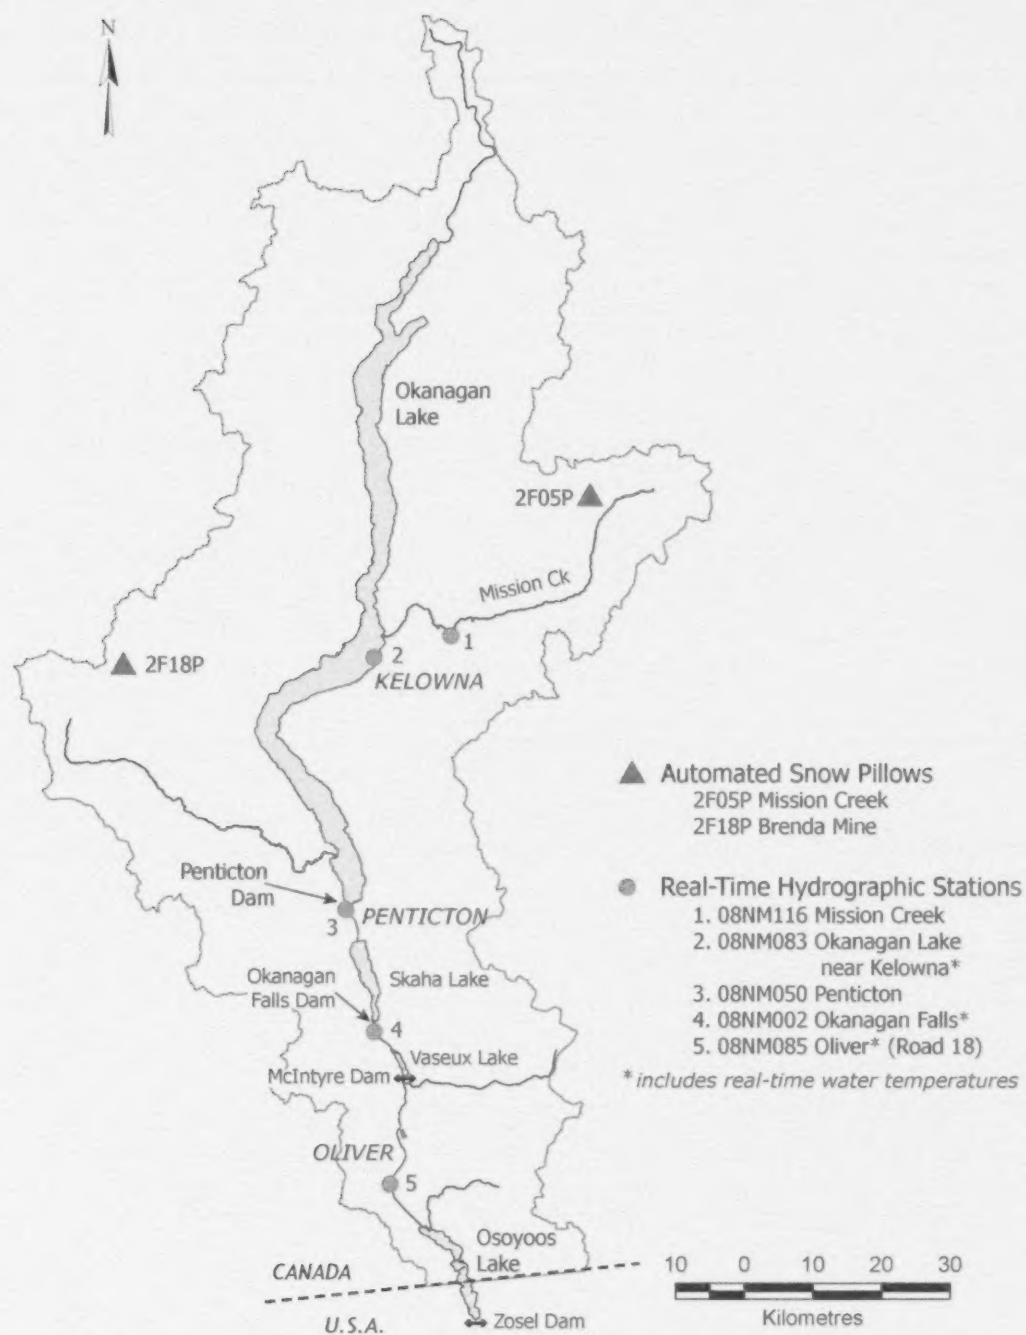 N
Okanagan
Lake
2F05P
Mission Ck
1
2
2F18P
KELOWNA
Automated Snow Pillows
2F05P Mission Creek
2F18P Brenda Mine
Penticton
Dam
PENTICTON
3
Real-Time Hydrographic Stations
1. 08NM116 Mission Creek
2. 08NM083 Okanagan Lake
near Kelowna*
3. 08NM050 Penticton
4. 08NM002 Okanagan Falls*
5. 08NM085 Oliver* (Road 18)
*includes real-time water temperatures
Okanagan
Falls Dam
Skaha Lake
4
Vaseux Lake
McIntyre Dam
OLIVER
5
Osoyoos
Lake
CANADA
U.S.A.
Zosel Dam
10 0 10 20 30
Kilometres